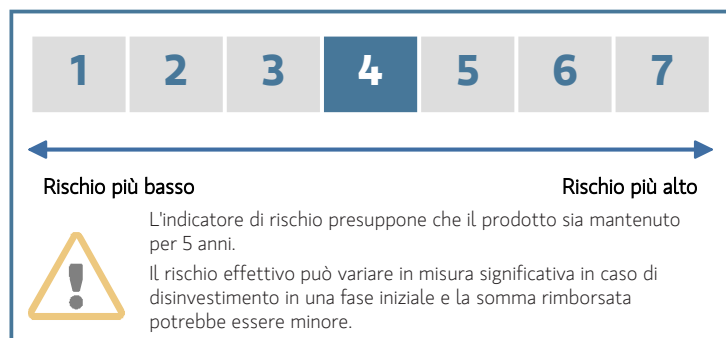 1 2 3 4 5 6 7
Rischio più basso Rischio più alto
L'indicatore di rischio presuppone che il prodotto sia mantenuto
per 5 anni.
Il rischio effettivo può variare in misura significativa in caso di
disinvestimento in una fase iniziale e la somma rimborsata
potrebbe essere minore.